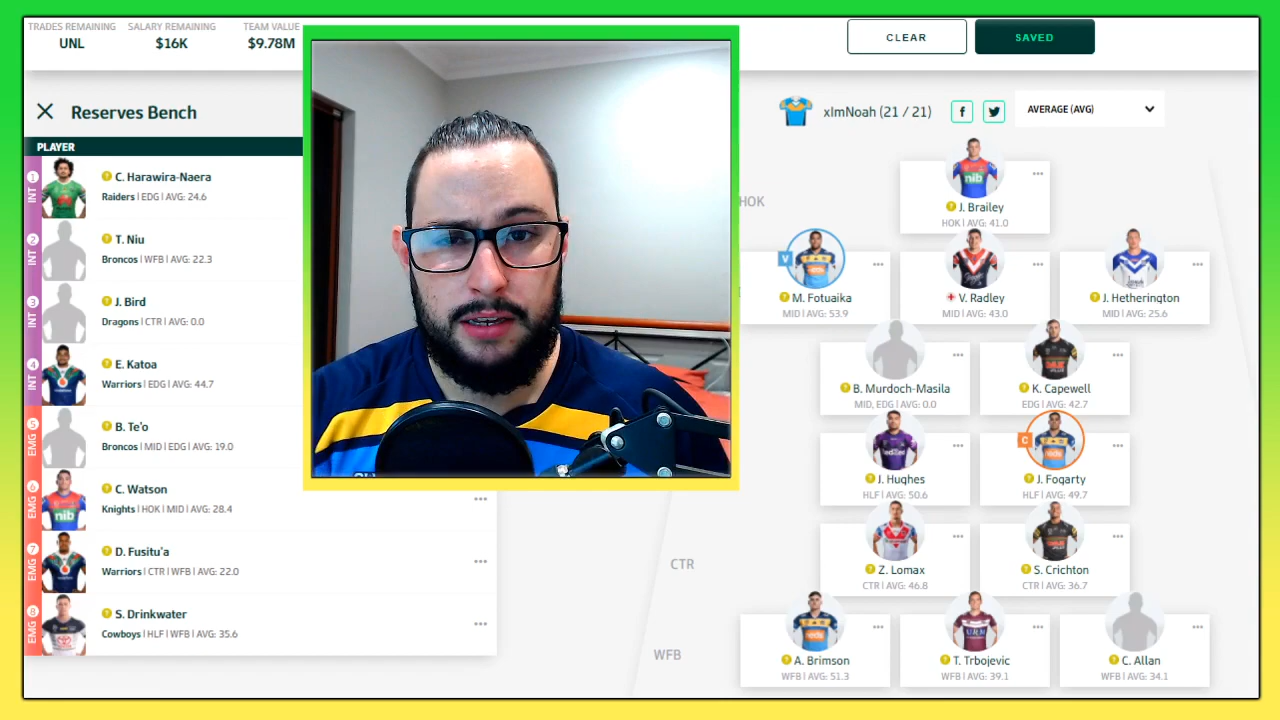 TRADES REMAINING
UNL
SALARY REMAINING
$16K
TEAM VALUE
$9.78M
CLEAR
SAVED
Reserves Bench
PLAYER
1
INT
C. Harawira-Naera
Raiders | EDG | AVG: 24.6
2
INT
T. Niu
Broncos | WFB | AVG: 22.3
3
INT
J. Bird
Dragons | CTR | AVG: 0.0
4
INT
E. Katoa
Warriors | EDG | AVG: 44.7
5
EMG
B. Te'o
Broncos | MID | EDG | AVG: 19.0
6
EMG
nib
C. Watson
Knights | HOK | MID | AVG: 28.4
7
EMG
D. Fusitu'a
Warriors | CTR | WFB | AVG: 22.0
8
EMG
S. Drinkwater
Cowboys | HLF | WFB | AVG: 35.6
xImNoah (21 / 21)
AVERAGE (AVG)
HOK
nib
J. Brailey
HOK | AVG: 41.0
V
M. Fotuaika
MID | AVG: 53.9
V. Radley
MID | AVG: 43.0
J. Hetherington
MID | AVG: 25.6
B. Murdoch-Masila
MID, EDG | AVG: 0.0
K. Capewell
EDG | AVG: 42.7
J. Hughes
HLF | AVG: 50.6
C
J. Fogarty
HLF | AVG: 49.7
CTR
Z. Lomax
CTR | AVG: 46.8
S. Crichton
CTR | AVG: 36.7
WFB
A. Brimson
WFB | AVG: 51.3
T. Trbojevic
WFB | AVG: 39.1
C. Allan
WFB | AVG: 34.1